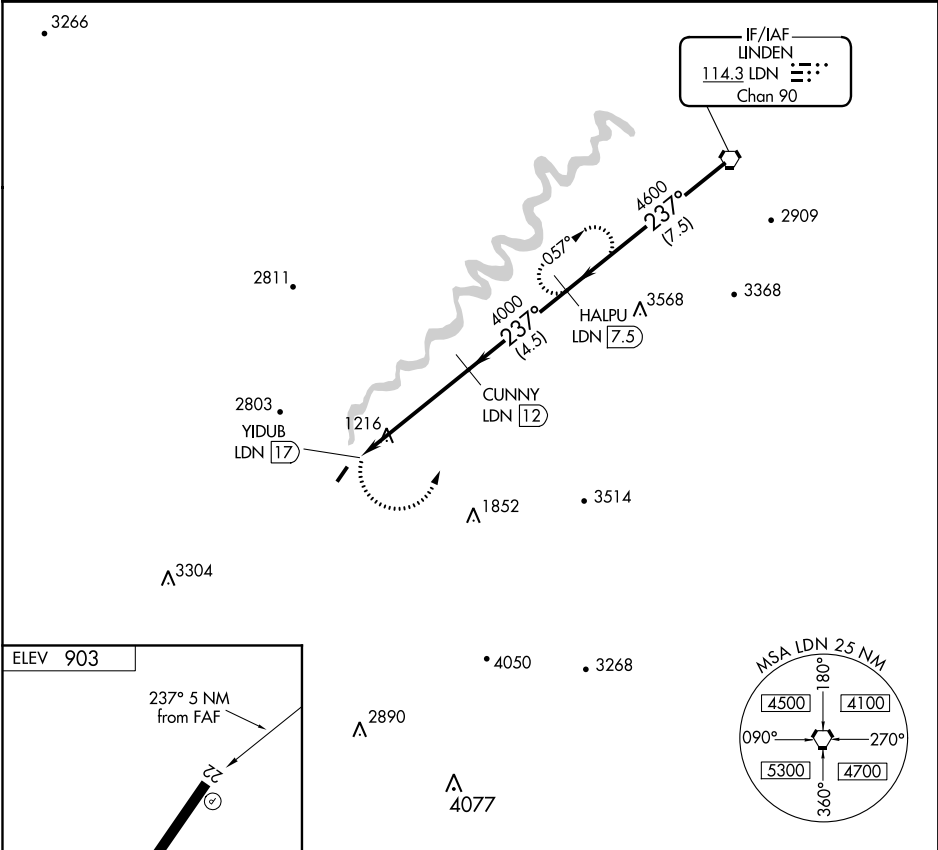 3266
IF/IAF
LINDEN
114.3 LDN
Chan 90
4600
237°
(7.5)
2909
057°
2811
3368
3568
HALPU
LDN 7.5
4000
237°
(4.5)
CUNNY
LDN 12
2803
1216
YIDUB
LDN 17
1852
3514
3304
ELEV 903
4050
3268
MSA LDN 25 NM
180°
4500
4100
237° 5 NM
from FAF
2890
090°
270°
22
5300
4700
360°
4077